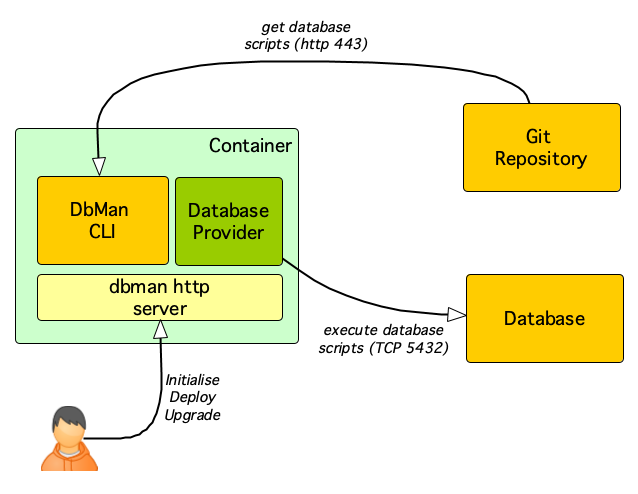 get database
scripts (http 443)
Container
Git
Repository
DbMan
CLI
Database
Provider
dbman http
server
Database
execute database
scripts (TCP 5432)
Initialise
Deploy
Upgrade